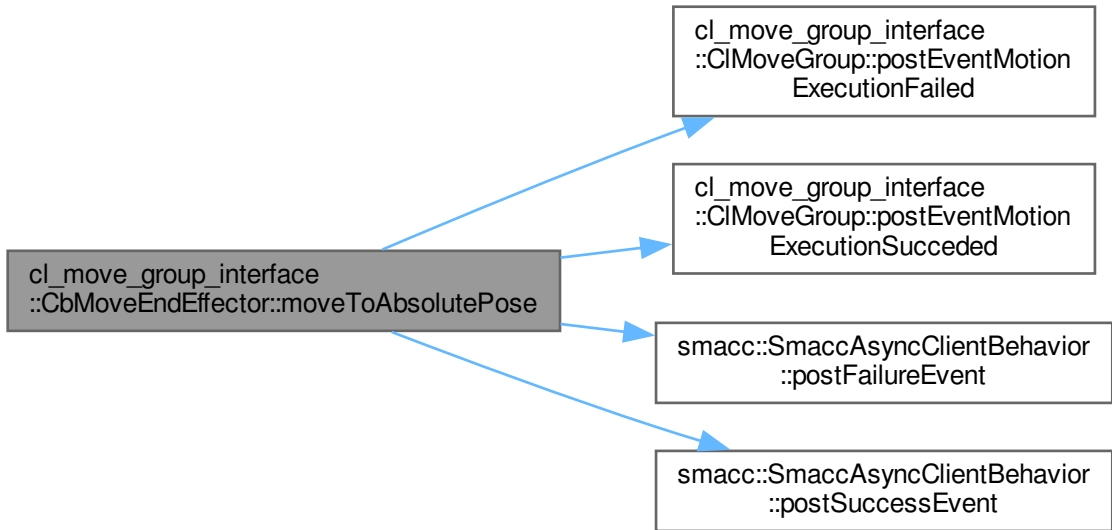 cl_move_group_interface
::ClMoveGroup::postEventMotion
ExecutionFailed
cl_move_group_interface
::ClMoveGroup::postEventMotion
ExecutionSucceded
cl_move_group_interface
::CbMoveEndEffector::moveToAbsolutePose
smacc::SmaccAsyncClientBehavior
::postFailureEvent
smacc::SmaccAsyncClientBehavior
::postSuccessEvent